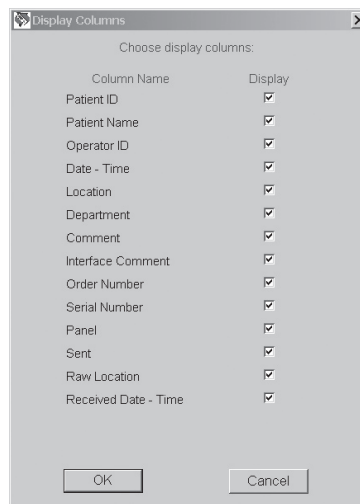 Display Columns
Choose display columns:
Column Name Display
Patient ID
Patient Name
Operator ID
Date - Time
Location
Department
Comment
Interface Comment
Order Number
Serial Number
Panel
Sent
Raw Location
Received Date - Time
OK Cancel